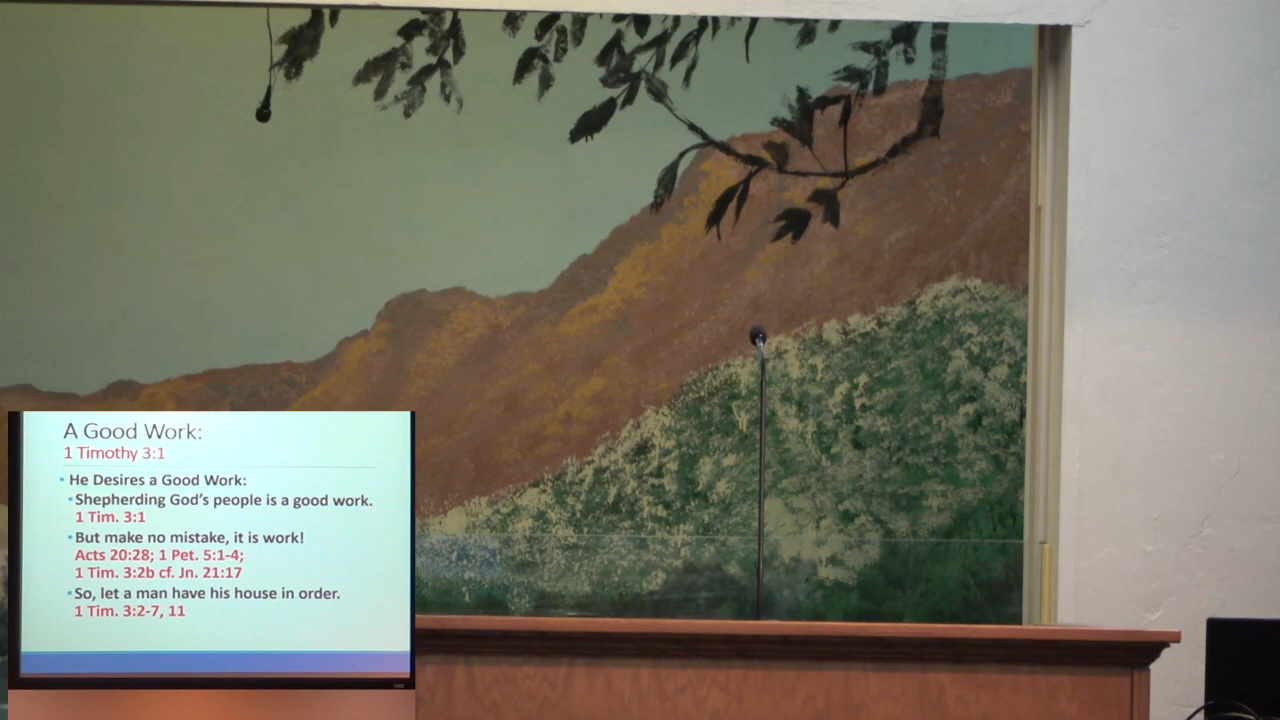 A Good Work:
1 Timothy 3:1
• He Desires a Good Work:
• Shepherding God's people is a good work.
1 Tim. 3:1
• But make no mistake, it is work!
Acts 20:28; 1 Pet. 5:1-4;
1 Tim. 3:2b cf. Jn. 21:17
• So, let a man have his house in order.
1 Tim. 3:2-7, 11